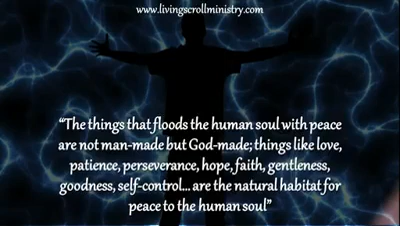 www.livingscrollministry.com
“The things that floods the human soul with peace
are not man-made but God-made; things like love,
patience, perseverance, hope, faith, gentleness,
goodness, self-control... are the natural habitat for
peace to the human soul”